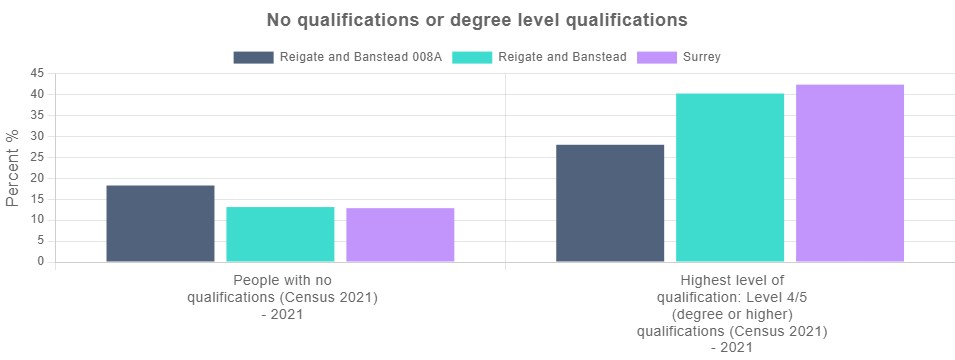 No qualifications or degree level qualifications
Reigate and Banstead 008A Reigate and Banstead Surrey
Percent %
45
40
35
30
25
20
15
10
5
0
People with no
qualifications (Census 2021)
- 2021
Highest level of
qualification: Level 4/5
(degree or higher)
qualifications (Census 2021)
- 2021